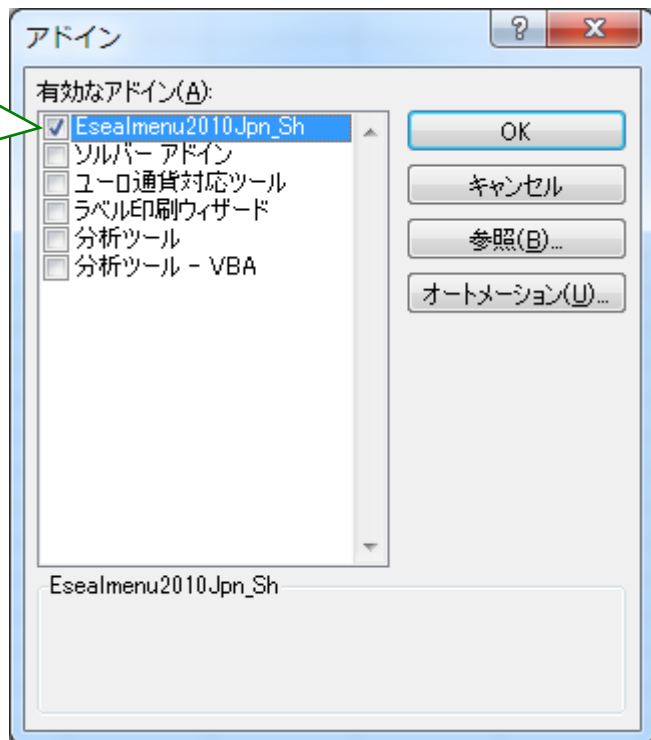 アドイン
有効なアドイン(A):
Esealmenu2010Jpn_Sh
ソルバー アドイン
ユーロ通貨対応ツール
ラベル印刷ウィザード
分析ツール
分析ツール - VBA
OK
キャンセル
参照(B)...
オートメーション(U)...
Esealmenu2010Jpn_Sh